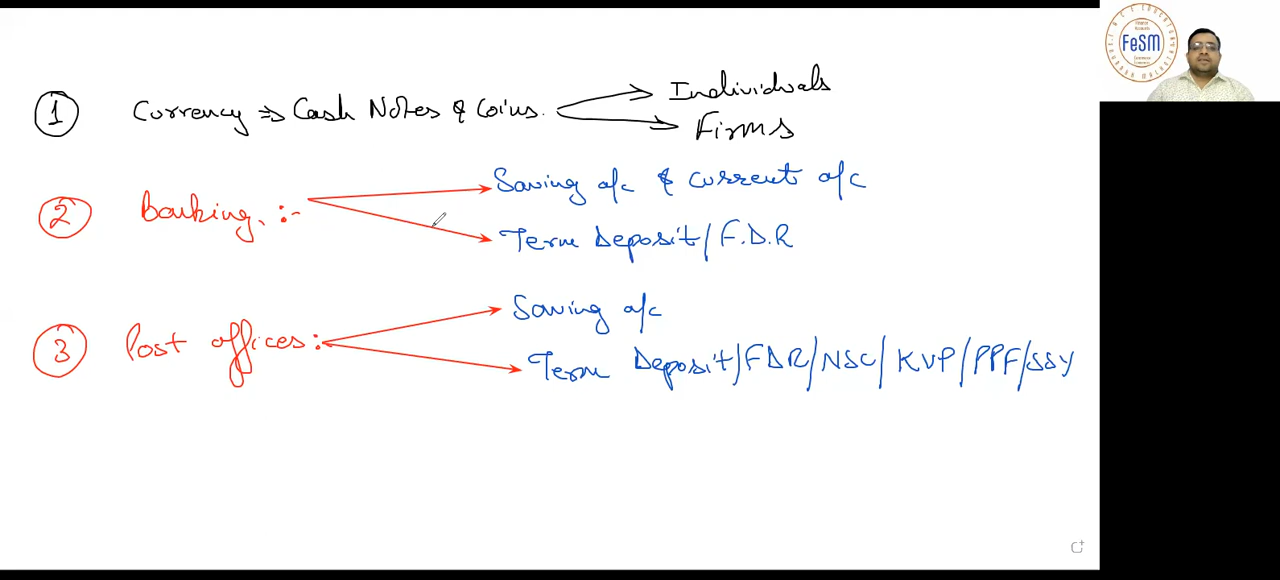 ① Currency ⇒ Cash Notes & Coins.
Individuals
Firms
② Banking. :-
Saving a/c & current a/c
Term Deposit/F.D.R
③ Post offices:
Saving a/c
Term Deposit/FDR/NSC/KVP/PPF/SSY
FeSM